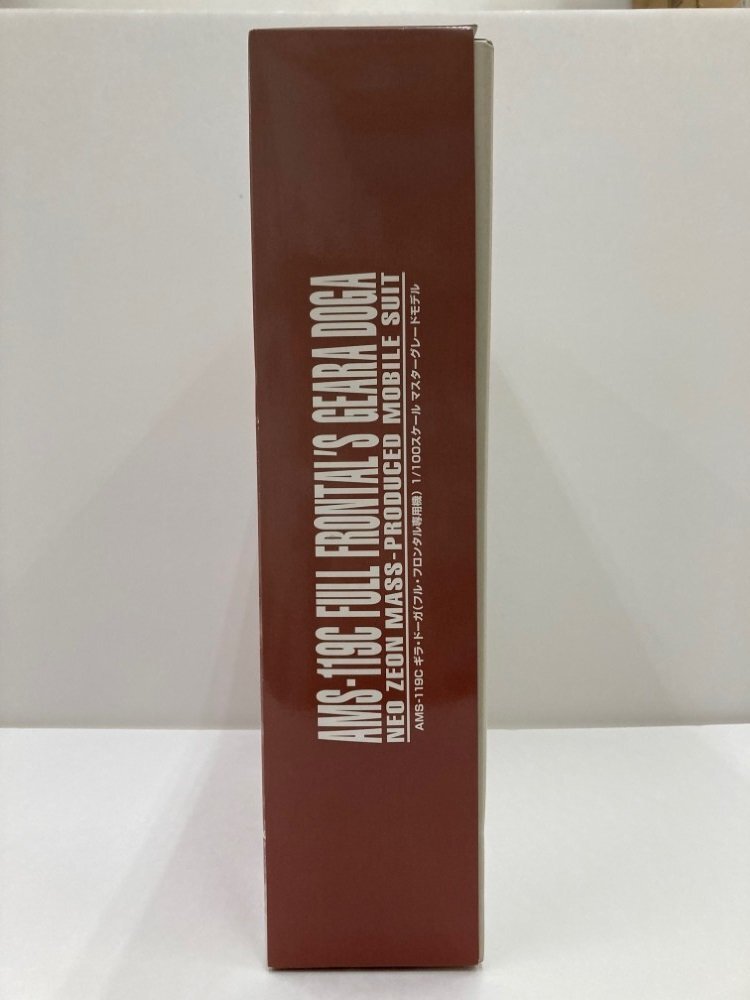 AMS-119C FULL FRONTAL'S GEARA DOGA
NEO ZEON MASS-PRODUCED MOBILE SUIT
AMS-119C ギラ・ドーガ(フル・フロンタル専用機) 1/100スケール マスターグレードモデル